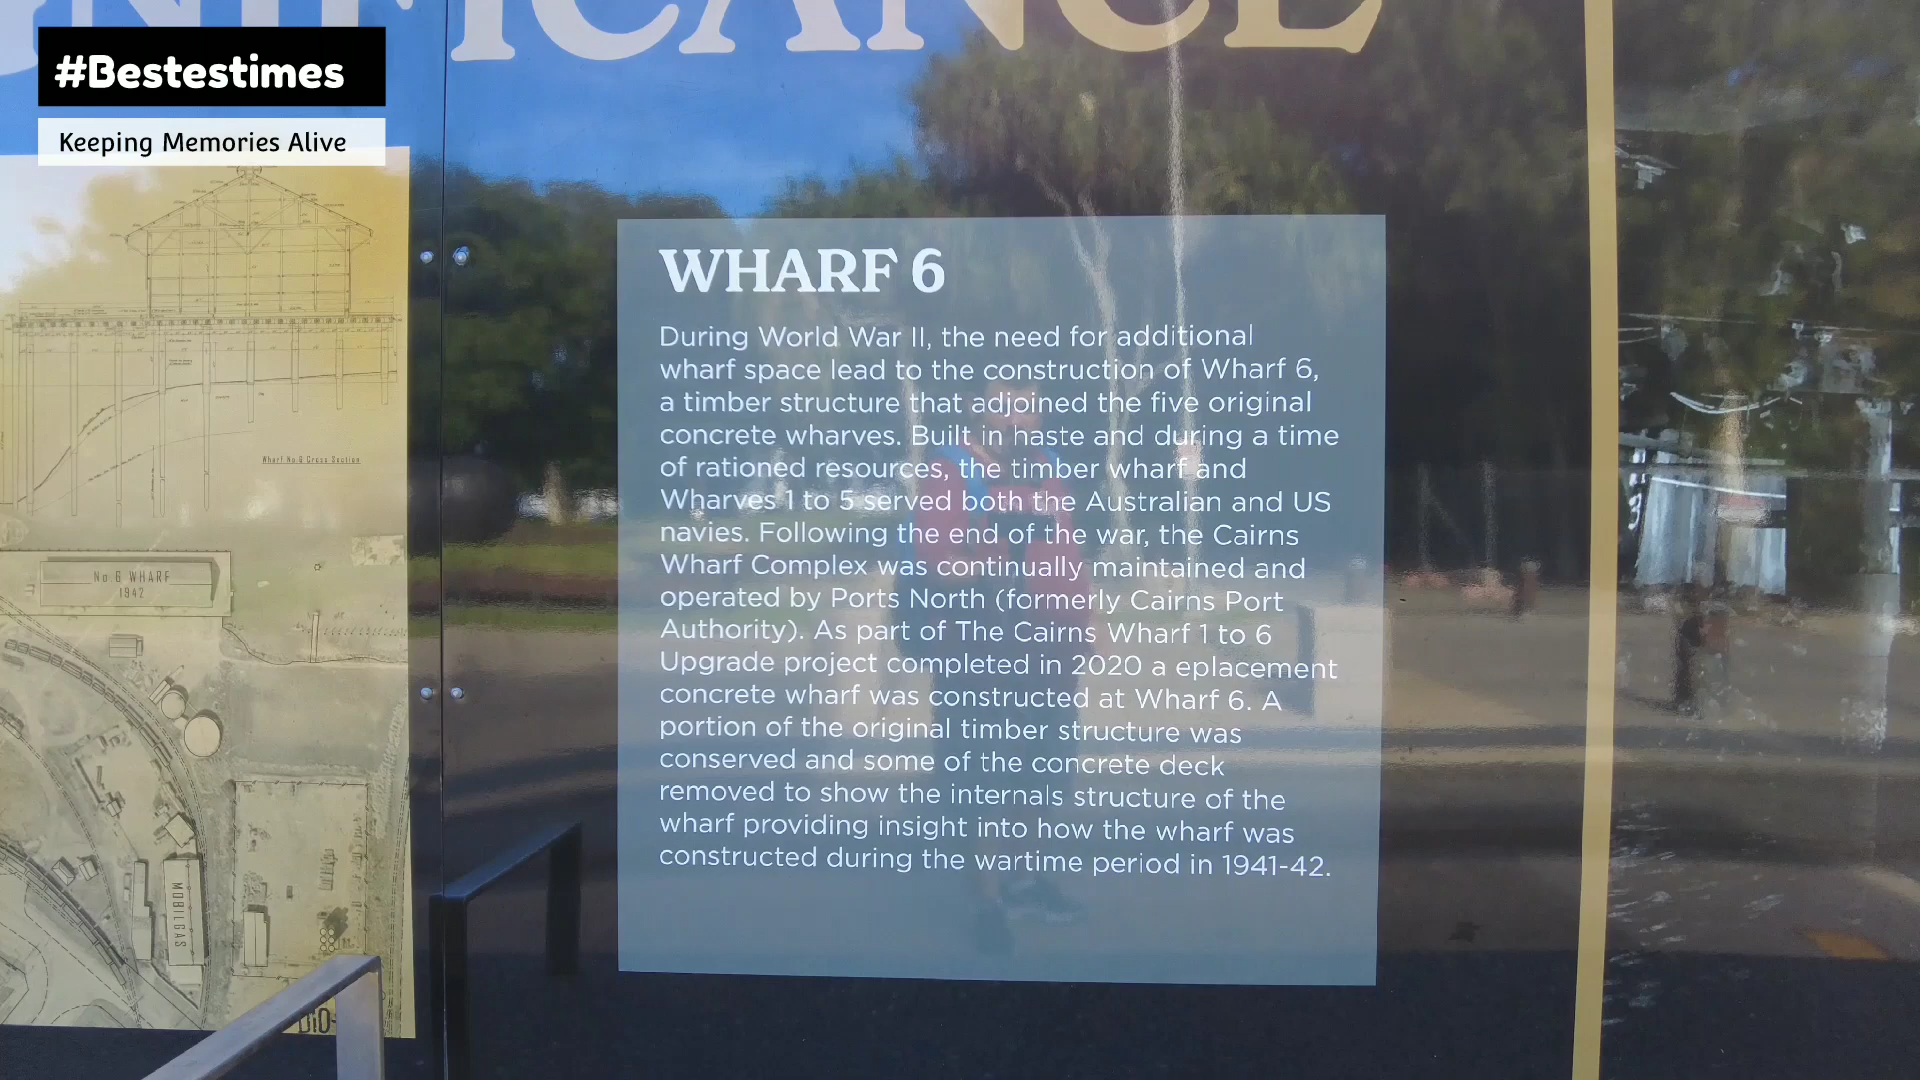 NIFICANCE
#Bestestimes
Keeping Memories Alive
WHARF 6
During World War II, the need for additional
wharf space lead to the construction of Wharf 6,
a timber structure that adjoined the five original
concrete wharves. Built in haste and during a time
of rationed resources, the timber wharf and
Wharves 1 to 5 served both the Australian and US
navies. Following the end of the war, the Cairns
Wharf Complex was continually maintained and
operated by Ports North (formerly Cairns Port
Authority). As part of The Cairns Wharf 1 to 6
Upgrade project completed in 2020 a eplacement
concrete wharf was constructed at Wharf 6. A
portion of the original timber structure was
conserved and some of the concrete deck
removed to show the internals structure of the
wharf providing insight into how the wharf was
constructed during the wartime period in 1941-42.
Wharf No 6 Cross Section
No 6 WHARF
1942
MOBILGAS